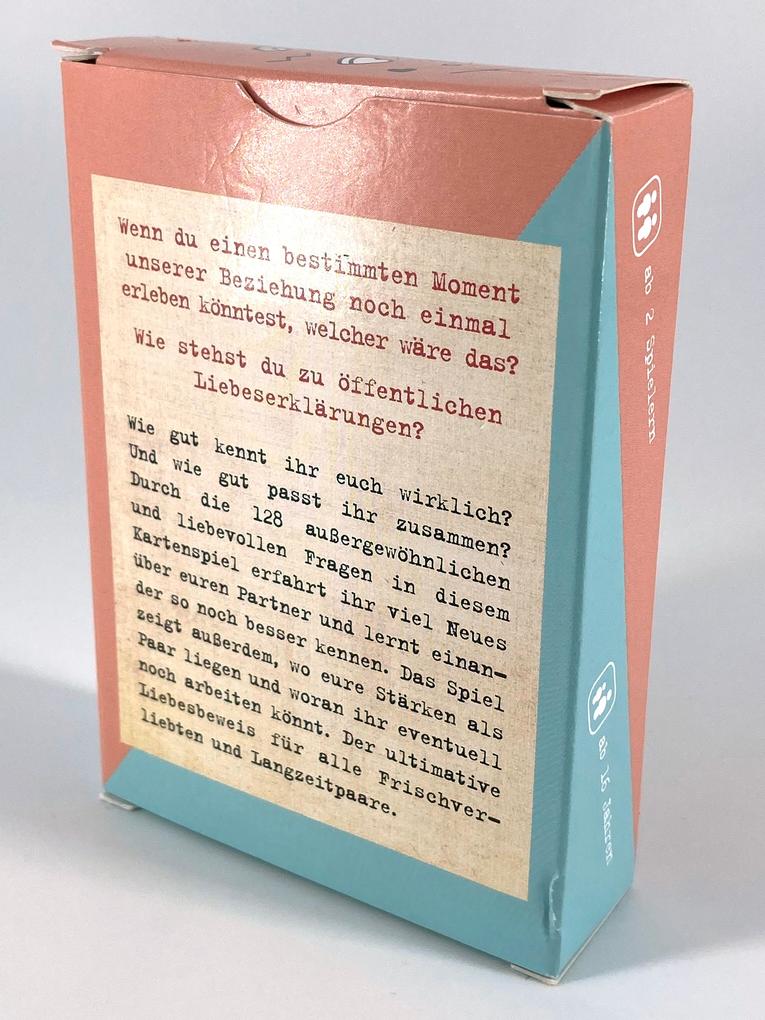 Wenn du einen bestimmten Moment
unserer Beziehung noch einmal
erleben könntest, welcher wäre das?
Wie stehst du zu öffentlichen
Liebeserklärungen?
Wie gut kennt ihr euch wirklich?
Und wie gut passt ihr zusammen?
Durch die 128 außergewöhnlichen
und liebevollen Fragen in diesem
Kartenspiel erfahrt ihr viel Neues
über euren Partner und lernt einan-
der so noch besser kennen. Das Spiel
zeigt außerdem, wo eure Stärken als
Paar liegen und woran ihr eventuell
noch arbeiten könnt. Der ultimative
Liebesbeweis für alle Frischver-
liebten und Langzeitpaare.
ab 2 Spielern
ab 16 Jahren